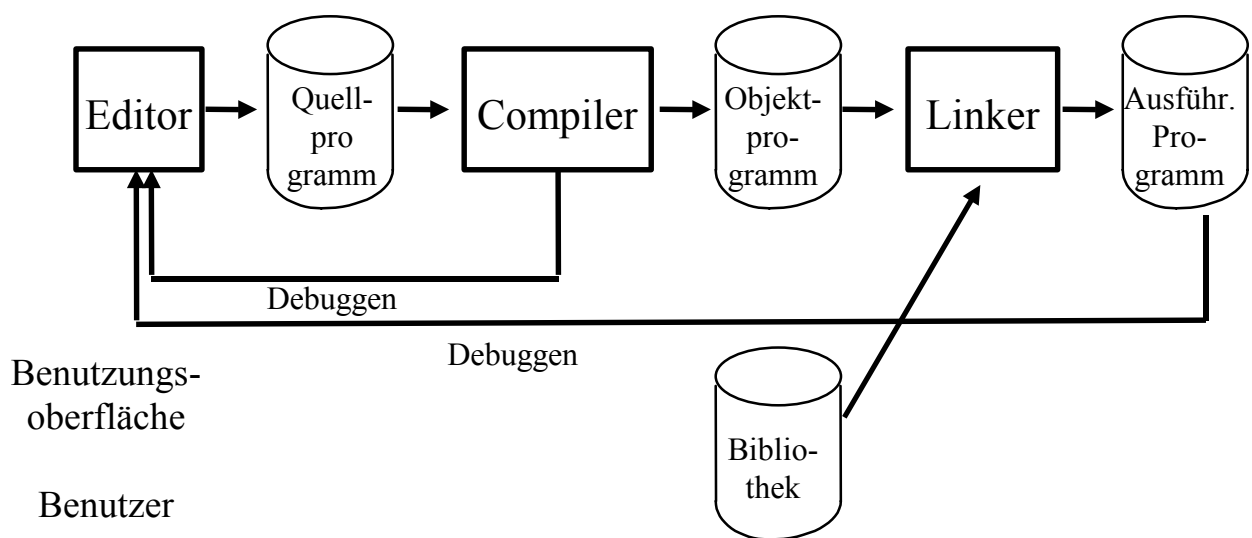 Editor
Quell-
pro
gramm
Compiler
Objekt-
pro-
gramm
Linker
Ausführ.
Pro-
gramm
Debuggen
Debuggen
Benutzungs-
oberfläche
Biblio-
thek
Benutzer